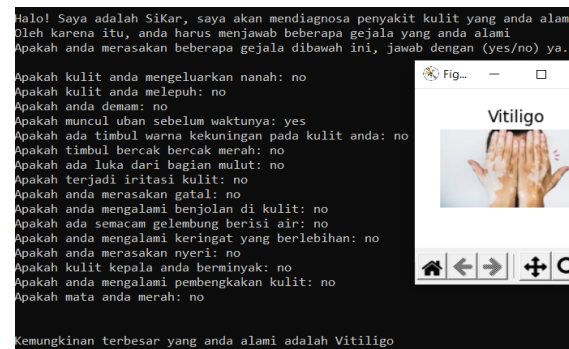 Halo! Saya adalah SiKar, saya akan mendiagnosa penyakit kulit yang anda alam
Oleh karena itu, anda harus menjawab beberapa gejala yang anda alami
Apakah anda merasakan beberapa gejala dibawah ini, jawab dengan (yes/no) ya.
Apakah kulit anda mengeluarkan nanah: no
Apakah kulit anda melepuh: no
Apakah anda demam: no
Apakah muncul uban sebelum waktunya: yes
Apakah ada timbul warna kekuningan pada kulit anda: no
Apakah timbul bercak bercak merah: no
Apakah ada luka dari bagian mulut: no
Apakah terjadi iritasi kulit: no
Apakah anda merasakan gatal: no
Apakah anda mengalami benjolan di kulit: no
Apakah ada semacam gelembung berisi air: no
Apakah anda mengalami keringat yang berlebihan: no
Apakah anda merasakan nyeri: no
Apakah kulit kepala anda berminyak: no
Apakah anda mengalami pembengkakan kulit: no
Apakah mata anda merah: no
Kemungkinan terbesar yang anda alami adalah Vitiligo
Fig...
Vitiligo